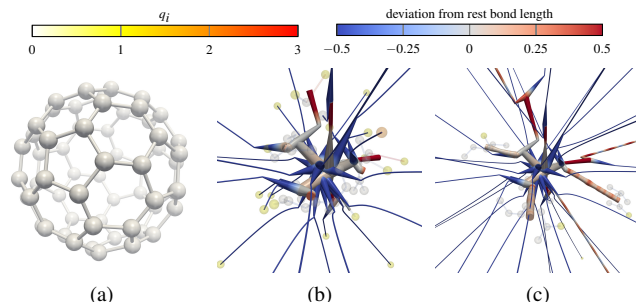 q_i
0 1 2 3
deviation from rest bond length
−0.5 −0.25 0 0.25 0.5
(a) (b) (c)